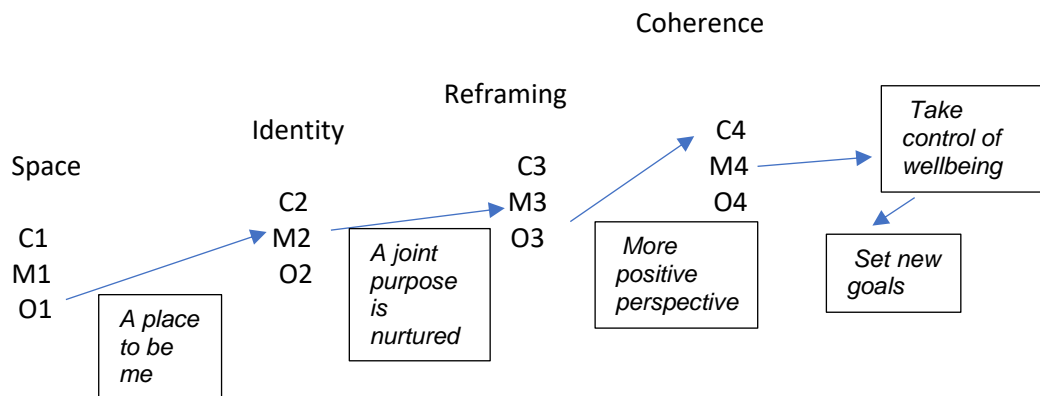 Coherence
Reframing
Identity
Space
C1
M1
O1
A place
to be
me
C2
M2
O2
A joint
purpose
is
nurtured
C3
M3
O3
More
positive
perspective
C4
M4
O4
Take
control of
wellbeing
Set new
goals